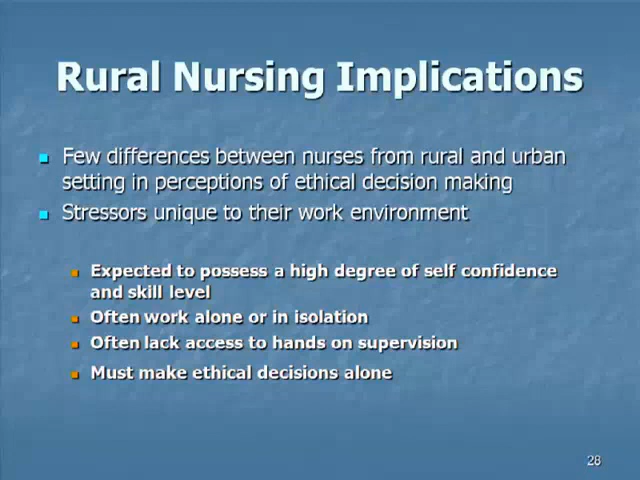 Rural Nursing Implications
Few differences between nurses from rural and urban
setting in perceptions of ethical decision making
Stressors unique to their work environment
Expected to possess a high degree of self confidence
and skill level
Often work alone or in isolation
Often lack access to hands on supervision
Must make ethical decisions alone
28